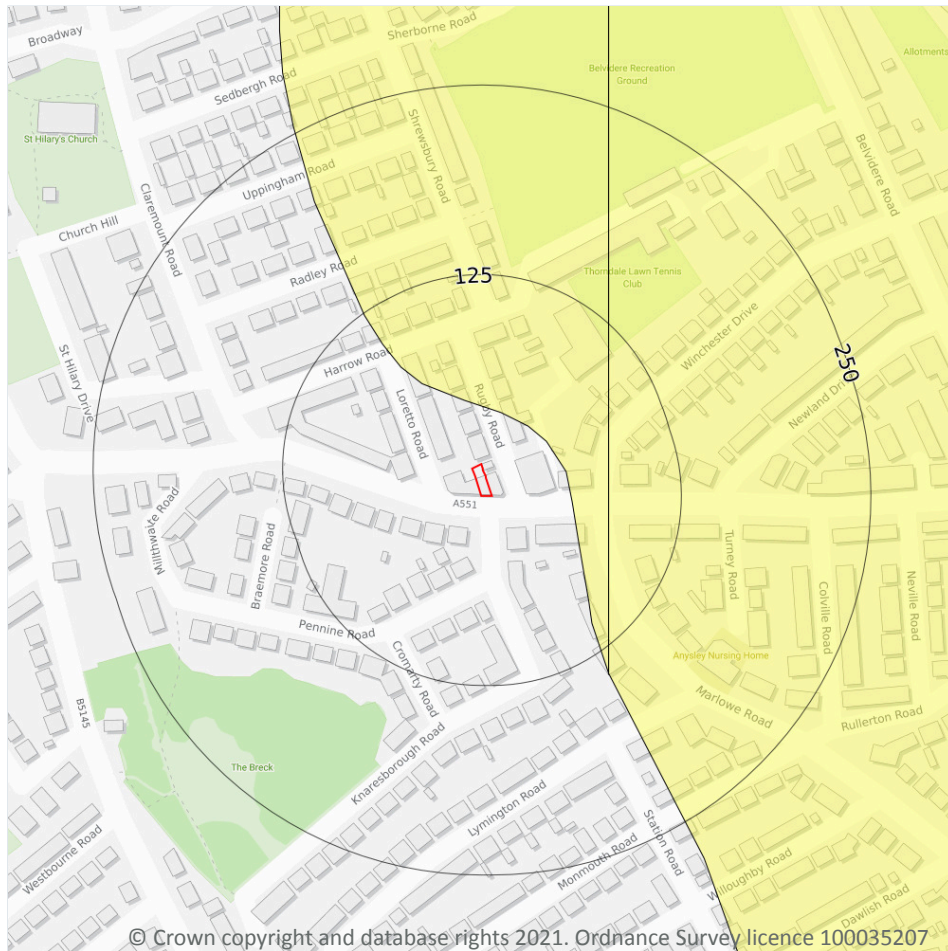 Broadway
Sherborne Road
Sedbergh Road
Belvidere Recreation
Ground
Allotments
St Hilary's Church
Shrewsbury Road
Belvidere Road
Uppingham Road
Claremount Road
Church Hill
Radley Road
125
Thorndale Lawn Tennis
Club
Winchester Drive
St Hilary Drive
Harrow Road
250
Loretto Road
Rugby Road
Newland
A551
Braemore Road
Turney Road
Colville Road
Neville Road
Pennine Road
Cromarty Road
Anysley Nursing Home
Marlowe Road
B5145
Rullerton Road
Knaresborough Road
The Breck
Lymington Road
Station Road
Westbourne Road
Monmouth Road
Willoughby Road
Dawlish Road
© Crown copyright and database rights 2021. Ordnance Survey licence 100035207